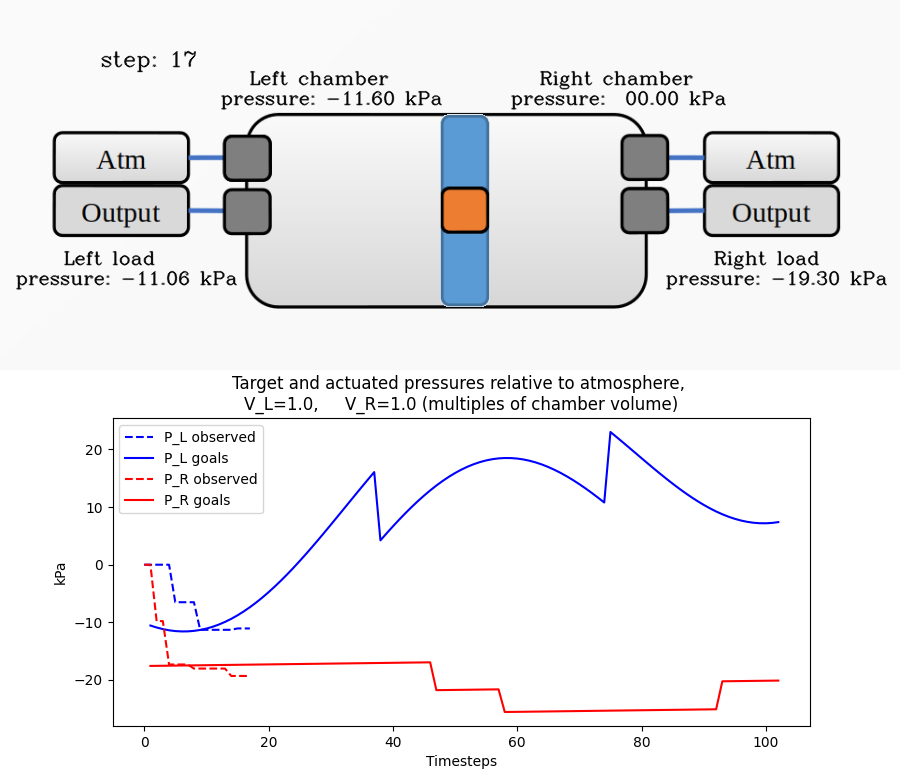 step: 17
Left chamber
pressure: −11.60 kPa
Right chamber
pressure:  00.00 kPa
Atm
Output
Atm
Output
Left load
pressure: −11.06 kPa
Right load
pressure: −19.30 kPa
Target and actuated pressures relative to atmosphere,
V_L=1.0,     V_R=1.0 (multiples of chamber volume)
P_L observed
P_L goals
P_R observed
P_R goals
kPa
20
10
0
−10
−20
0 20 40 60 80 100
Timesteps